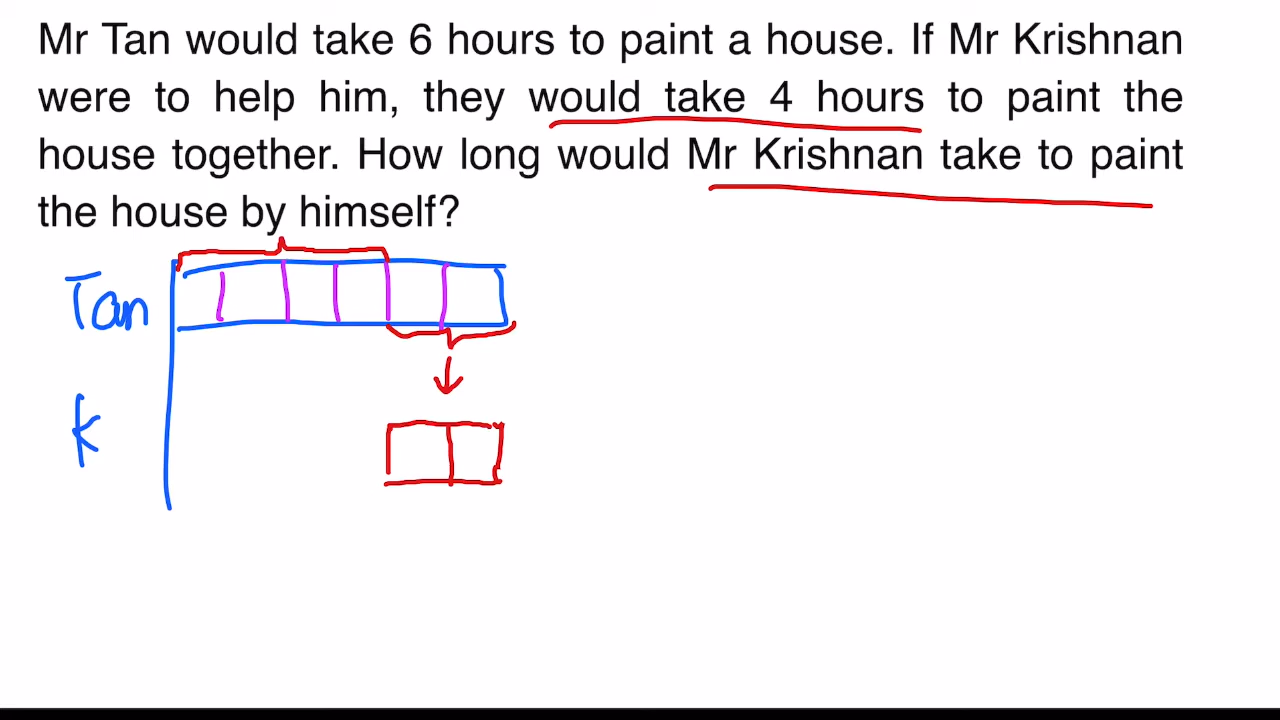 Mr Tan would take 6 hours to paint a house. If Mr Krishnan
were to help him, they would take 4 hours to paint the
house together. How long would Mr Krishnan take to paint
the house by himself?
Tan
k